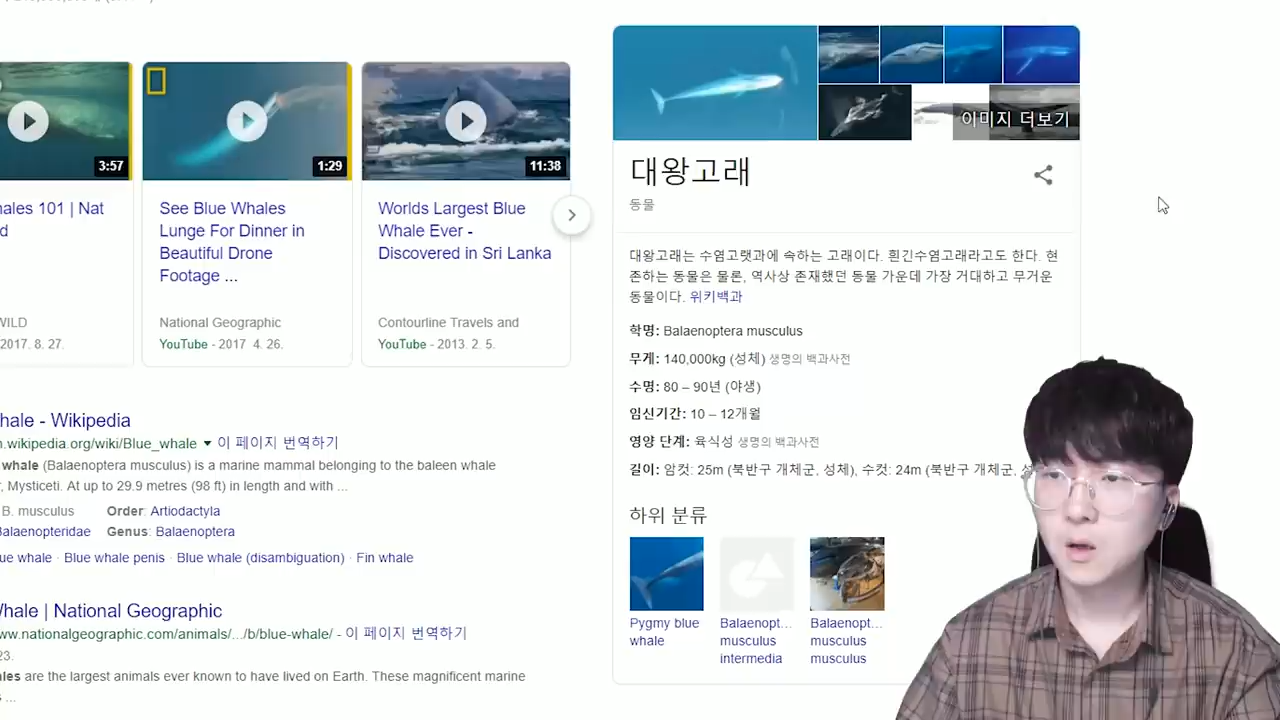 3:57
1:29
11:38
hales 101 | Nat
d
See Blue Whales
Lunge For Dinner in
Beautiful Drone
Footage ...
Worlds Largest Blue
Whale Ever -
Discovered in Sri Lanka
WILD
2017. 8. 27.
National Geographic
YouTube - 2017 4. 26.
Contourline Travels and
YouTube - 2013. 2. 5.
hale - Wikipedia
n.wikipedia.org/wiki/Blue_whale ▼ 이 페이지 번역하기
whale (Balaenoptera musculus) is a marine mammal belonging to the baleen whale
, Mysticeti. At up to 29.9 metres (98 ft) in length and with ...
B. musculus Order: Artiodactyla
Balaenopteridae Genus: Balaenoptera
ue whale · Blue whale penis · Blue whale (disambiguation) · Fin whale
Whale | National Geographic
ww.nationalgeographic.com/animals/.../b/blue-whale/ - 이 페이지 번역하기
23.
ales are the largest animals ever known to have lived on Earth. These magnificent marine
s ...
이미지 더보기
대왕고래
동물
대왕고래는 수염고랫과에 속하는 고래이다. 흰긴수염고래라고도 한다. 현
존하는 동물은 물론, 역사상 존재했던 동물 가운데 가장 거대하고 무거운
동물이다. 위키백과
학명: Balaenoptera musculus
무게: 140,000kg (성체) 생명의 백과사전
수명: 80 – 90년 (야생)
임신기간: 10 – 12개월
영양 단계: 육식성 생명의 백과사전
길이: 암컷: 25m (북반구 개체군, 성체), 수컷: 24m (북반구 개체군, 성
하위 분류
Pygmy blue
whale
Balaenopt...
musculus
intermedia
Balaenopt...
musculus
musculus